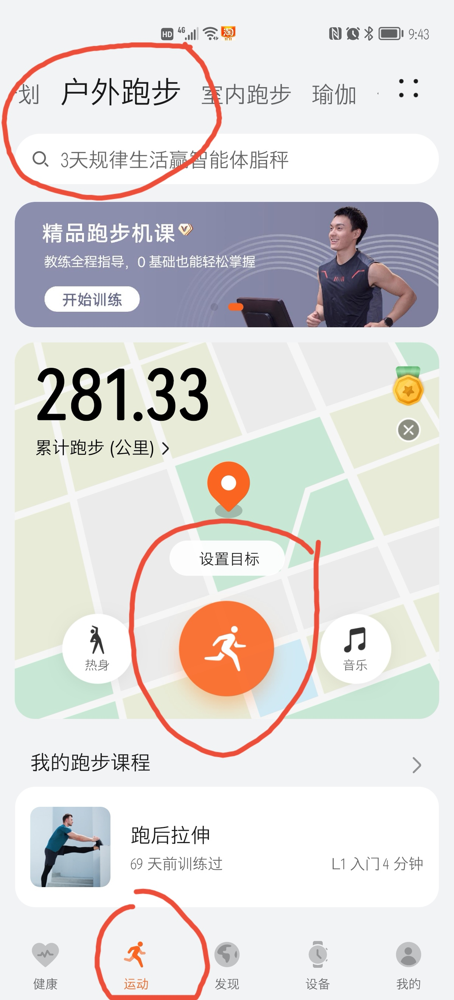 HD 4G 淘 11.11 9:43
划 户外跑步 室内跑步 瑜伽
3天规律生活赢智能体脂秤
精品跑步机课 V
教练全程指导，0 基础也能轻松掌握
开始训练
281.33
累计跑步 (公里)
设置目标
热身
音乐
我的跑步课程
跑后拉伸
69 天前训练过 L1 入门 4 分钟
健康 运动 发现 设备 我的